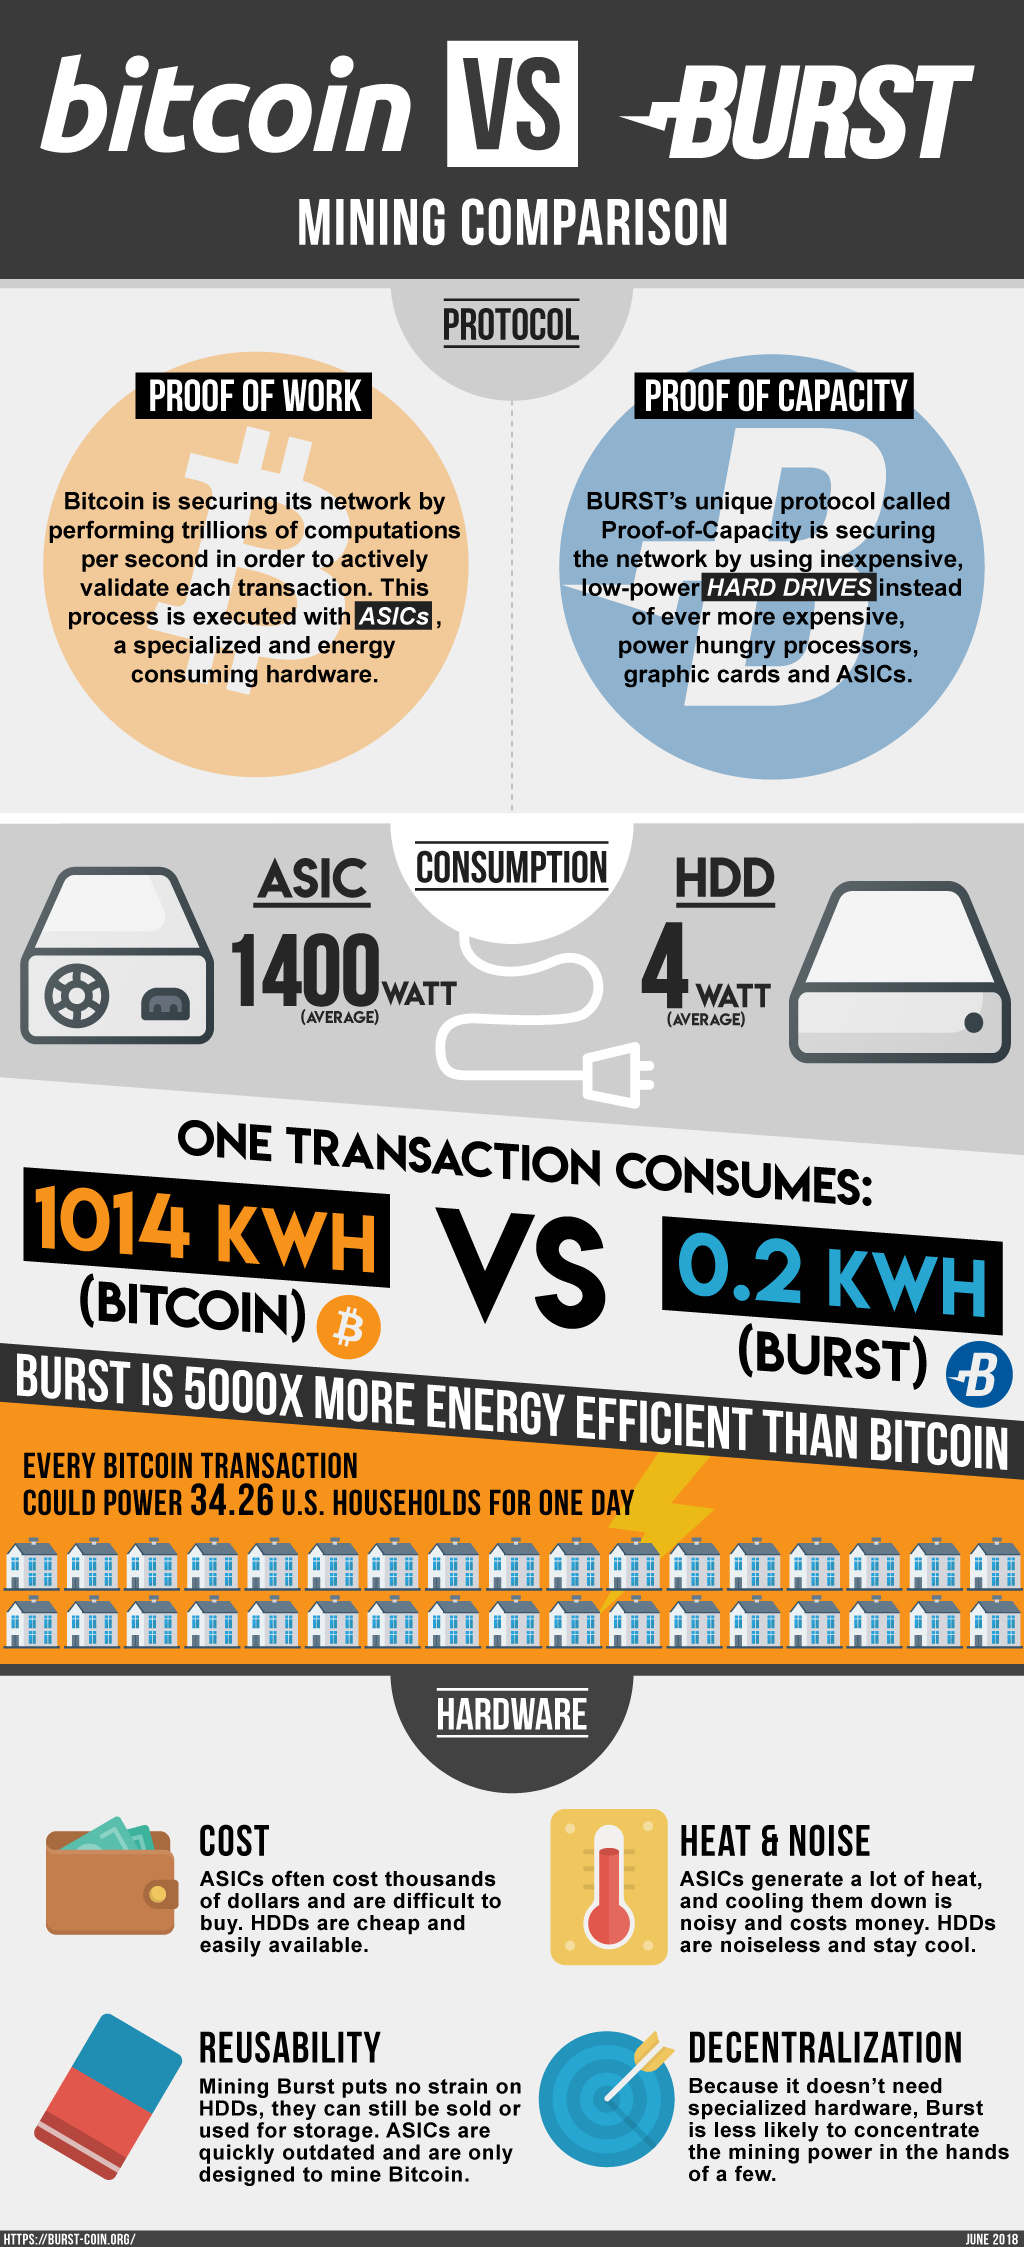 bitcoin VS BURST
MINING COMPARISON
PROTOCOL
PROOF OF WORK
Bitcoin is securing its network by
performing trillions of computations
per second in order to actively
validate each transaction. This
process is executed with ASICs ,
a specialized and energy
consuming hardware.
PROOF OF CAPACITY
BURST's unique protocol called
Proof-of-Capacity is securing
the network by using inexpensive,
low-power HARD DRIVES instead
of ever more expensive,
power hungry processors,
graphic cards and ASICs.
CONSUMPTION
ASIC
1400 WATT
(AVERAGE)
HDD
4 WATT
(AVERAGE)
ONE TRANSACTION CONSUMES:
1014 KWH
(BITCOIN)
VS
0.2 KWH
(BURST)
BURST IS 5000X MORE ENERGY EFFICIENT THAN BITCOIN
EVERY BITCOIN TRANSACTION
COULD POWER 34.26 U.S. HOUSEHOLDS FOR ONE DAY
HARDWARE
COST
ASICs often cost thousands
of dollars and are difficult to
buy. HDDs are cheap and
easily available.
HEAT & NOISE
ASICs generate a lot of heat,
and cooling them down is
noisy and costs money. HDDs
are noiseless and stay cool.
REUSABILITY
Mining Burst puts no strain on
HDDs, they can still be sold or
used for storage. ASICs are
quickly outdated and are only
designed to mine Bitcoin.
DECENTRALIZATION
Because it doesn't need
specialized hardware, Burst
is less likely to concentrate
the mining power in the hands
of a few.
HTTPS://BURST-COIN.ORG/
JUNE 2018